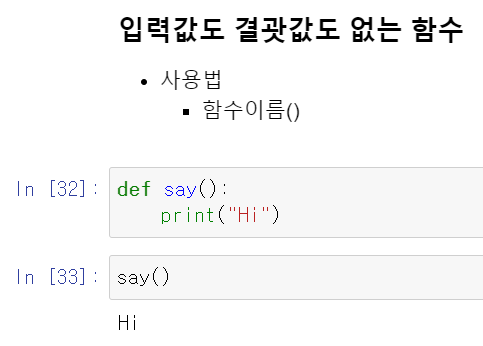 입력값도 결괏값도 없는 함수
사용법
함수이름()
In [32]: def say():
print("Hi")
In [33]: say()
Hi